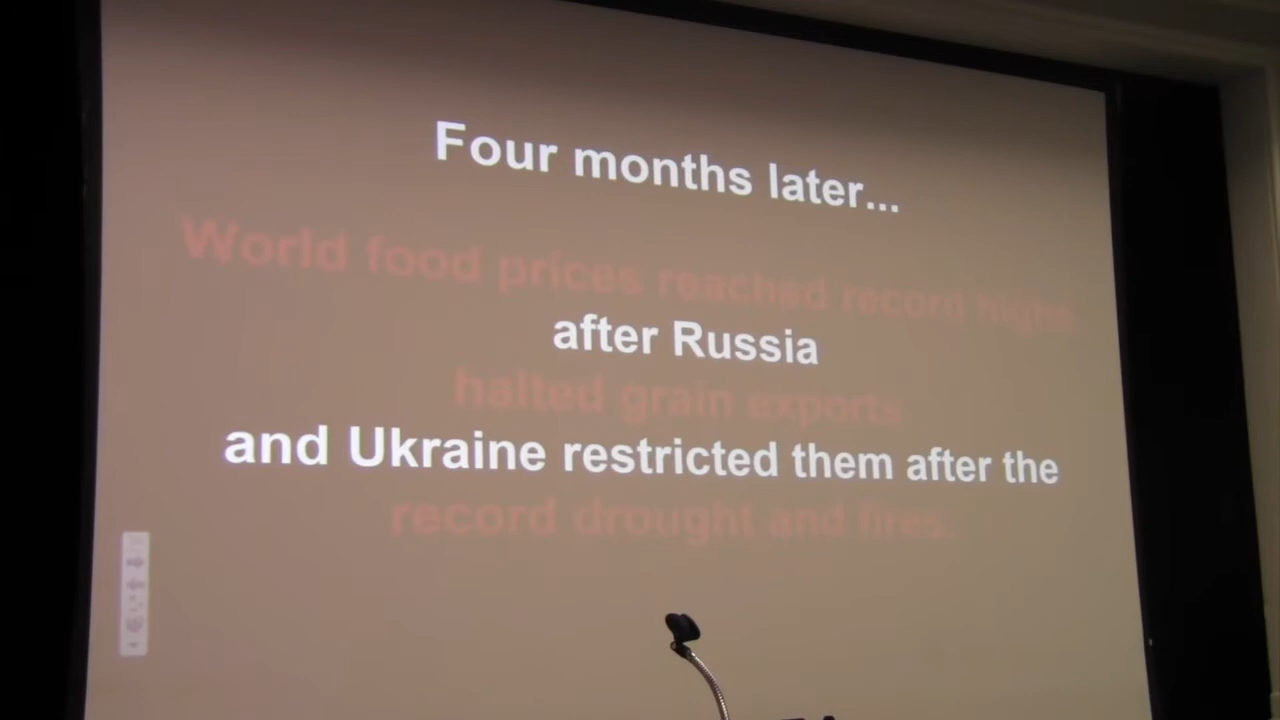 Four months later...
World food prices reached record highs
after Russia
halted grain exports
and Ukraine restricted them after the
record drought and fires.